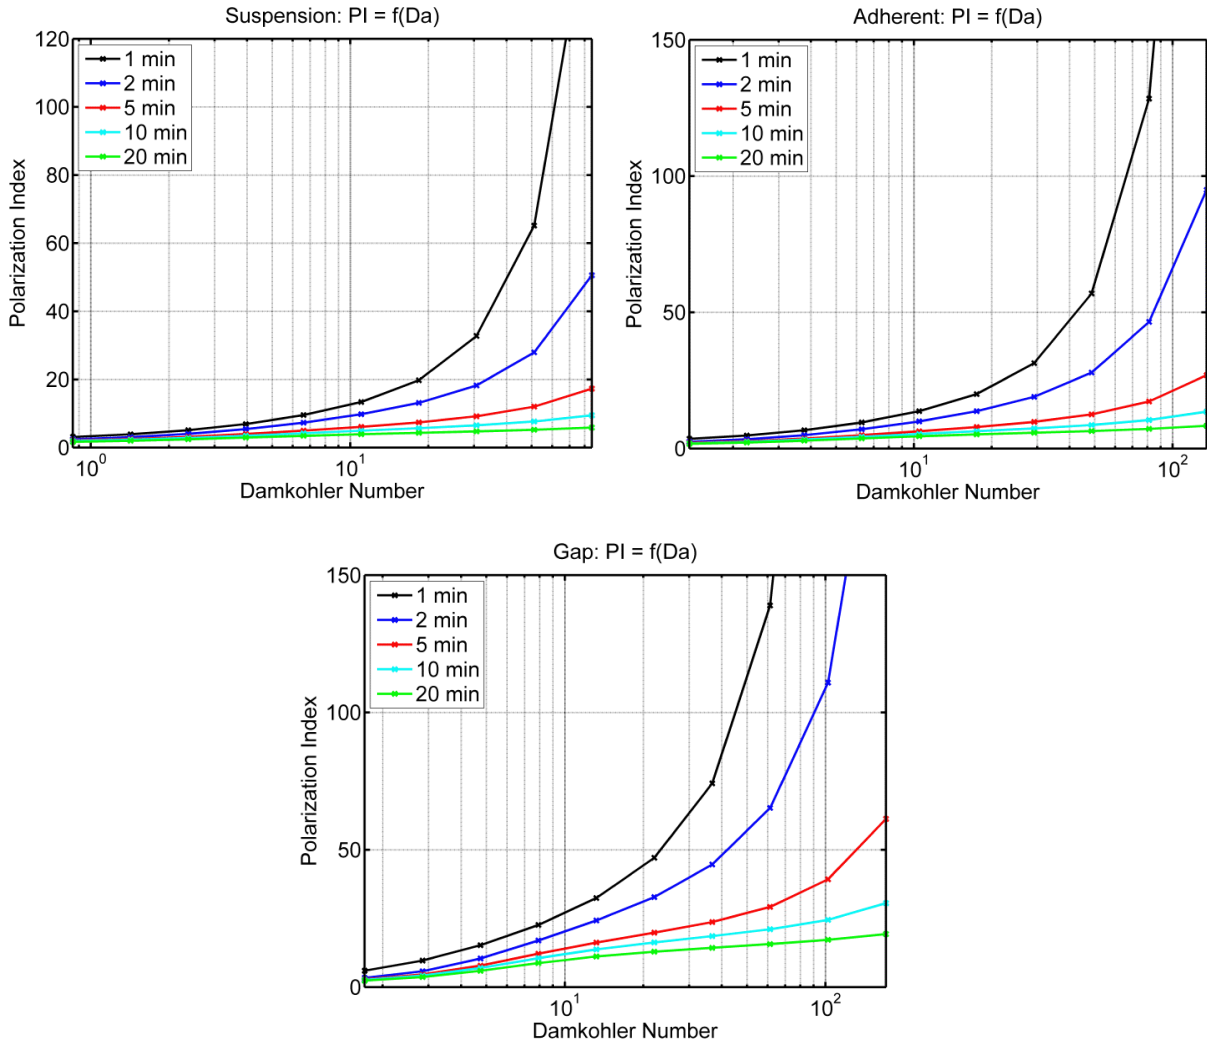 Suspension: PI = f(Da)
120
100
80
60
40
20
0
Polarization Index
1 min
2 min
5 min
10 min
20 min
10^0
10^1
Damkohler Number
Adherent: PI = f(Da)
150
100
50
0
Polarization Index
1 min
2 min
5 min
10 min
20 min
10^1
10^2
Damkohler Number
Gap: PI = f(Da)
150
100
50
0
Polarization Index
1 min
2 min
5 min
10 min
20 min
10^1
10^2
Damkohler Number